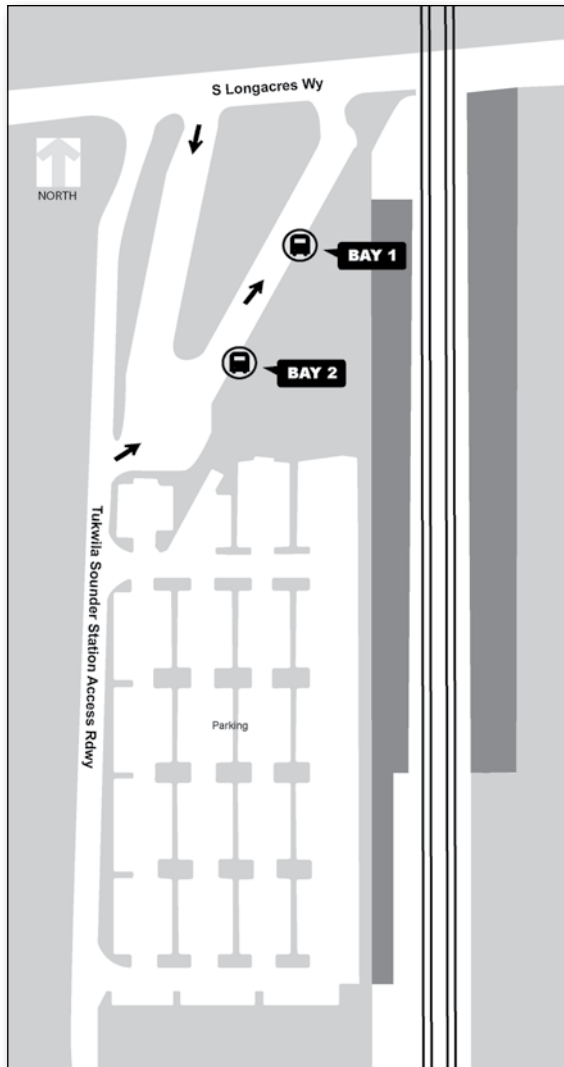 S Longacres Wy
NORTH
BAY 1
BAY 2
Tukwila Sounder Station Access Rdwy
Parking